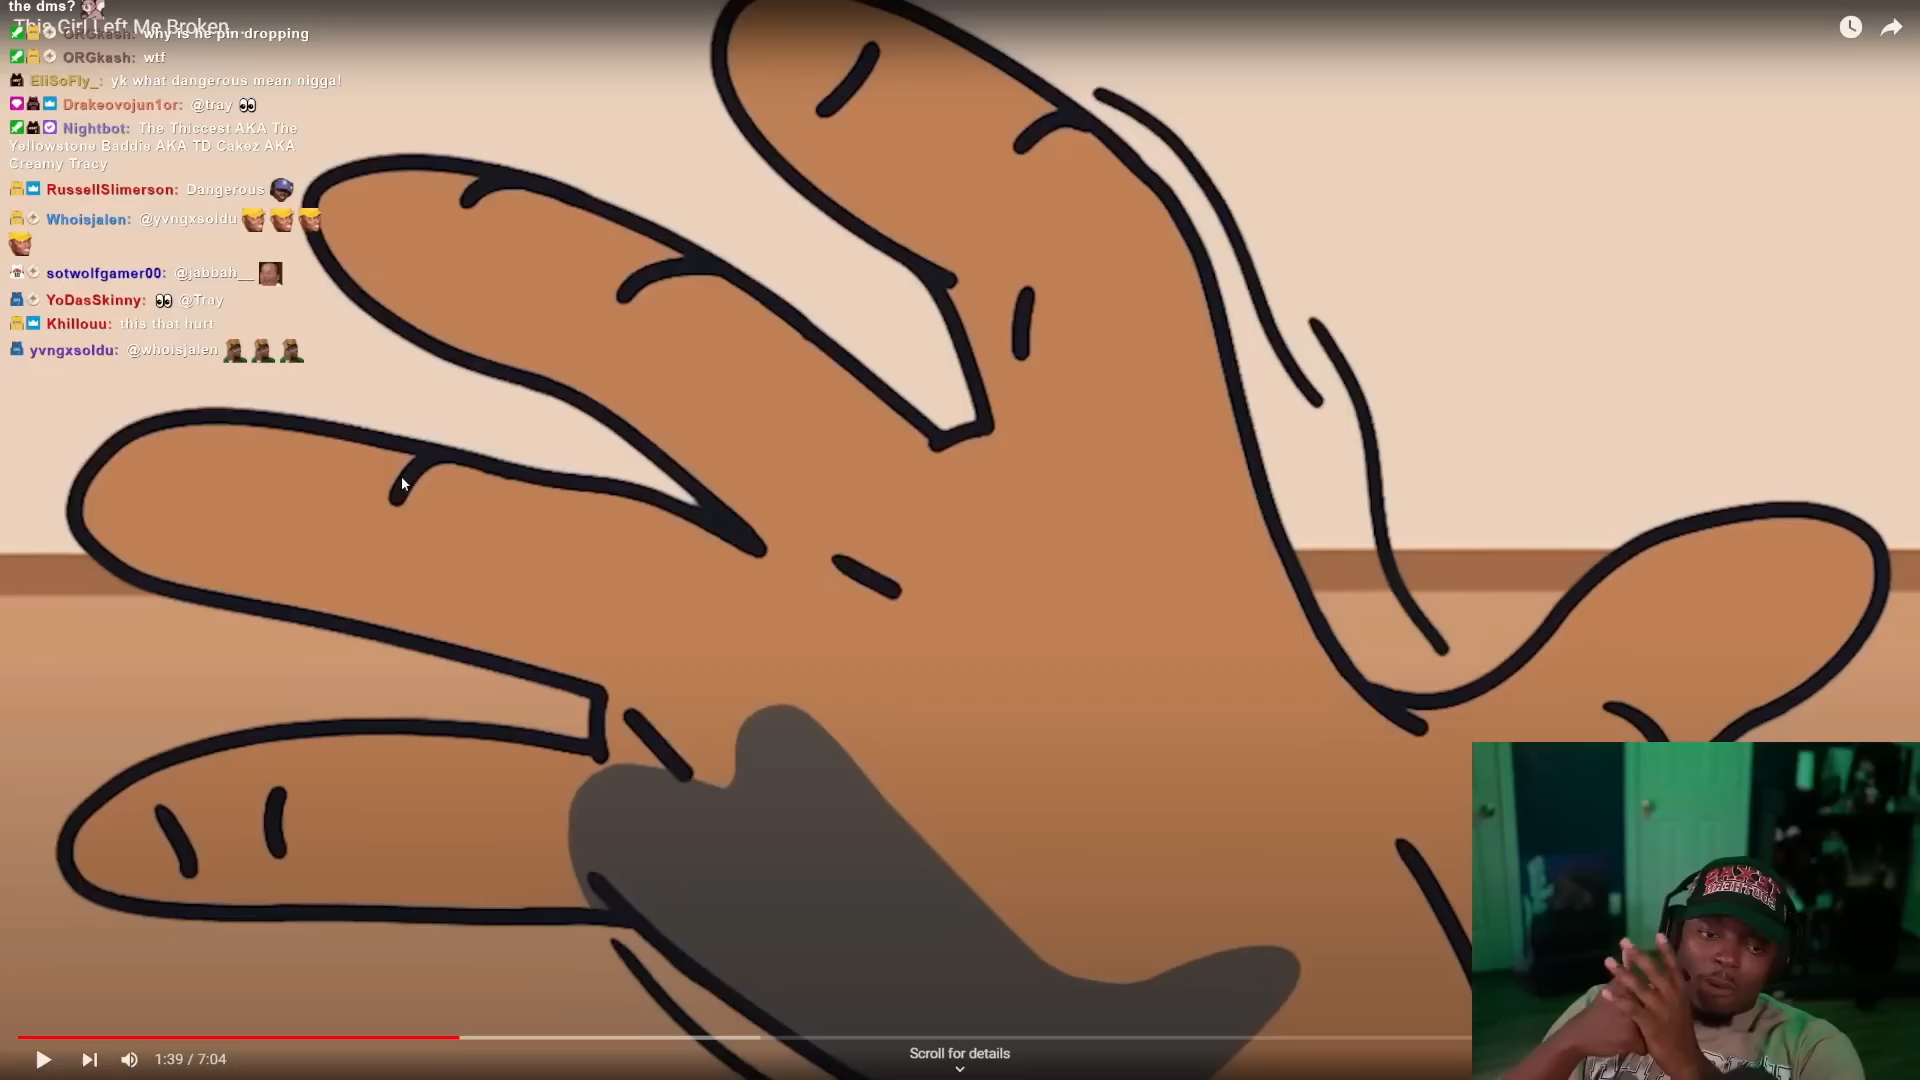 the dms?
This Girl Left Me Broken...
ORGkash: why is he pin dropping
ORGkash: wtf
EliSoFly_: yk what dangerous mean nigga!
Drakeovojun1or: @tray 👀
Nightbot: The Thiccest AKA The
Yellowstone Baddie AKA TD Cakez AKA
Creamy Tracy
RussellSlimerson: Dangerous
Whoisjalen: @yvngxsoldu
sotwolfgamer00: @jabbah__
YoDasSkinny: 👀 @Tray
Khillouu: this that hurt
yvngxsoldu: @whoisjalen
1:39 / 7:04
Scroll for details